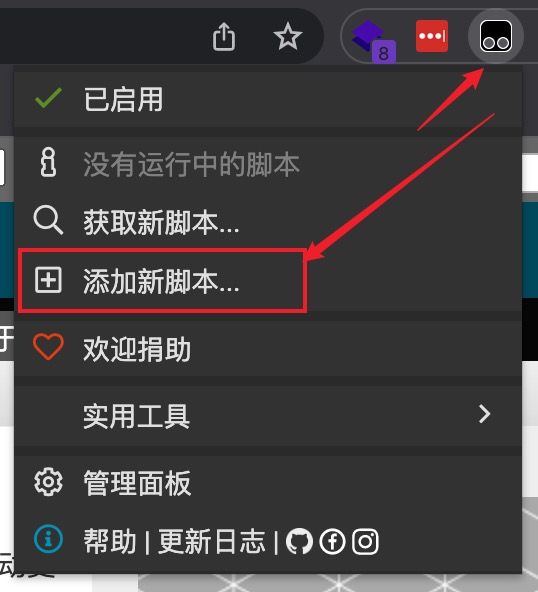 8
已启用
没有运行中的脚本
获取新脚本...
添加新脚本...
欢迎捐助
实用工具
管理面板
帮助 | 更新日志 |